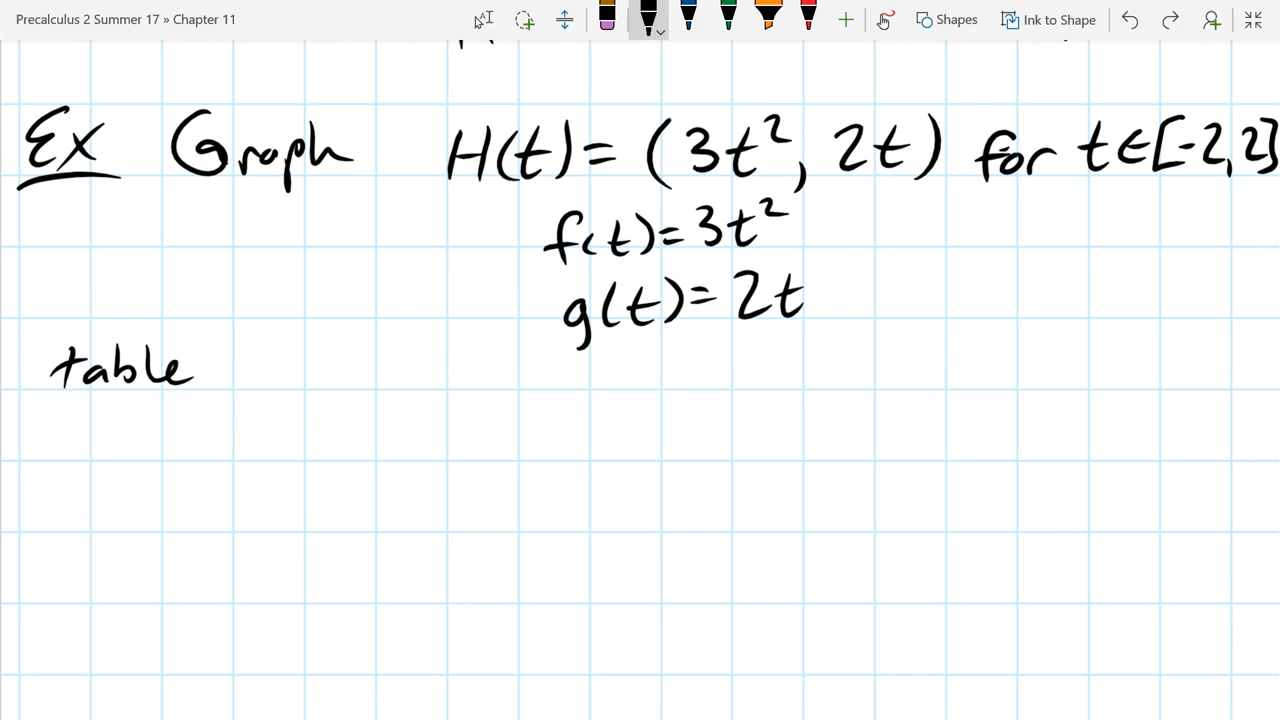 Precalculus 2 Summer 17 » Chapter 11
Shapes
Ink to Shape
Ex Graph H(t) = (3t², 2t) for t∈[-2,2]
f(t) = 3t²
g(t) = 2t
table